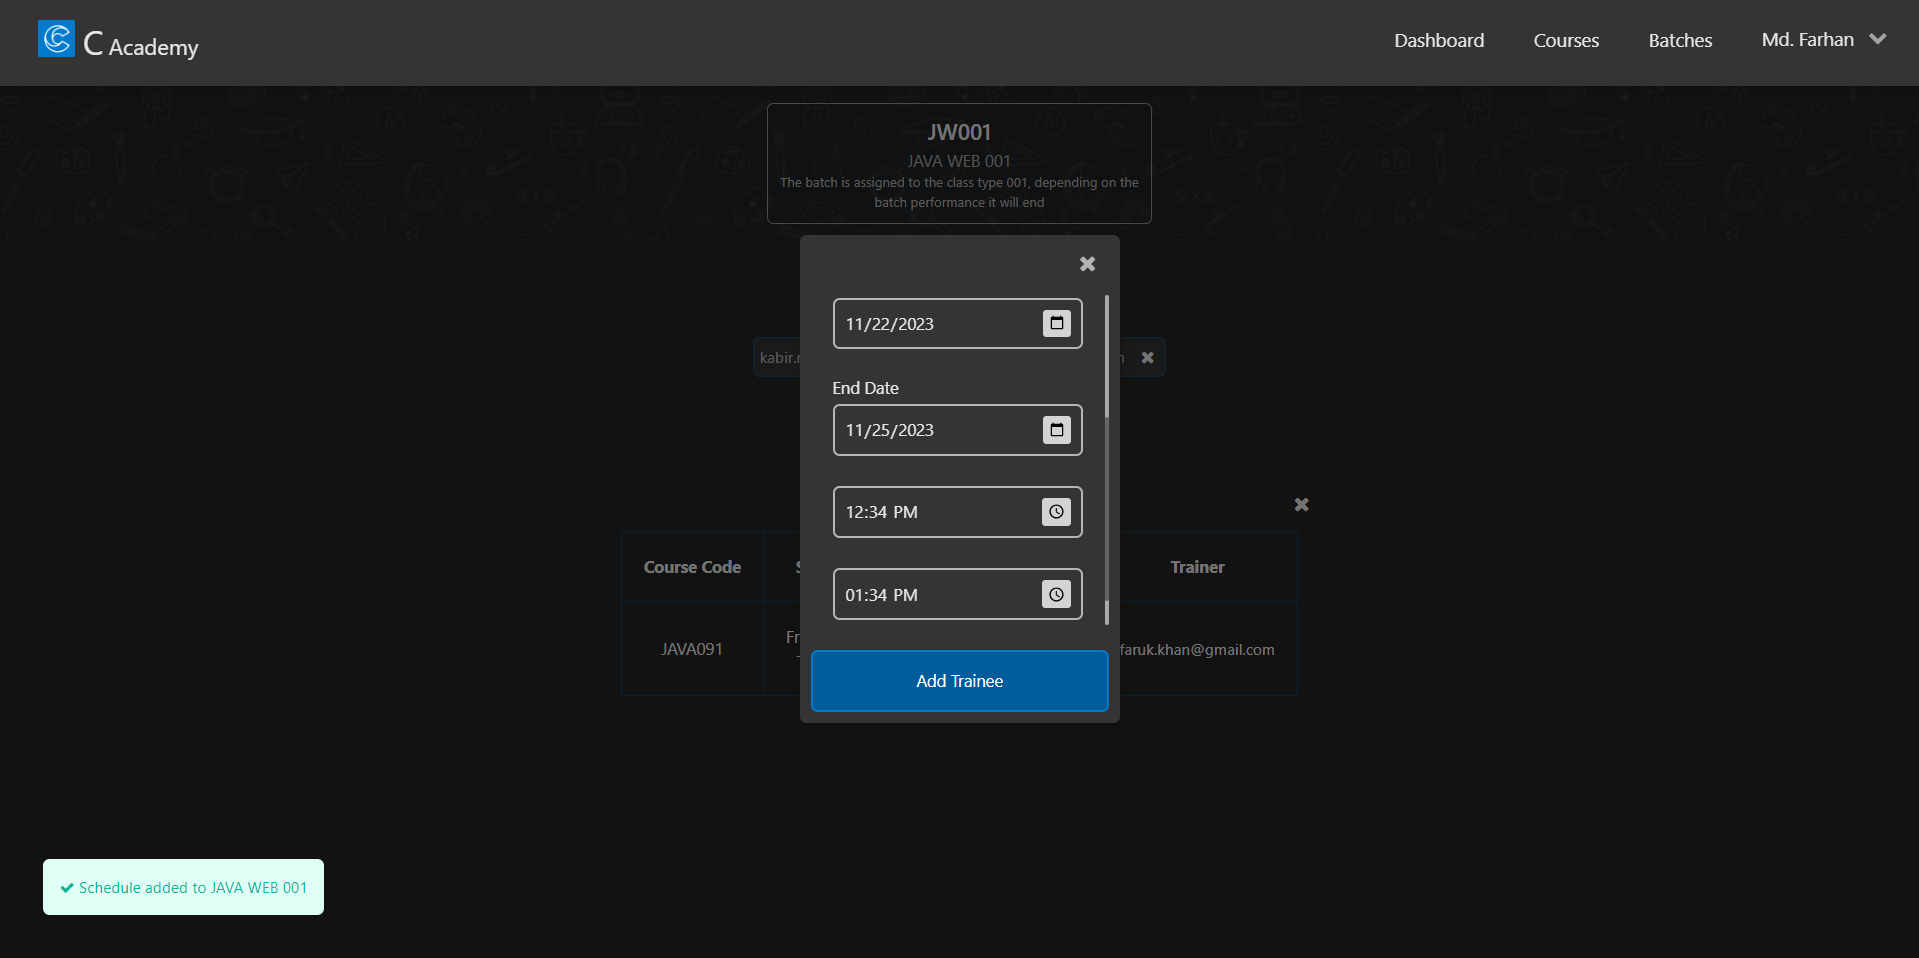 C Academy
Dashboard
Courses
Batches
Md. Farhan
JW001
JAVA WEB 001
The batch is assigned to the class type 001, depending on the
batch performance it will end
11/22/2023
End Date
11/25/2023
12:34 PM
01:34 PM
Add Trainee
Course Code
Trainer
JAVA091
faruk.khan@gmail.com
Schedule added to JAVA WEB 001